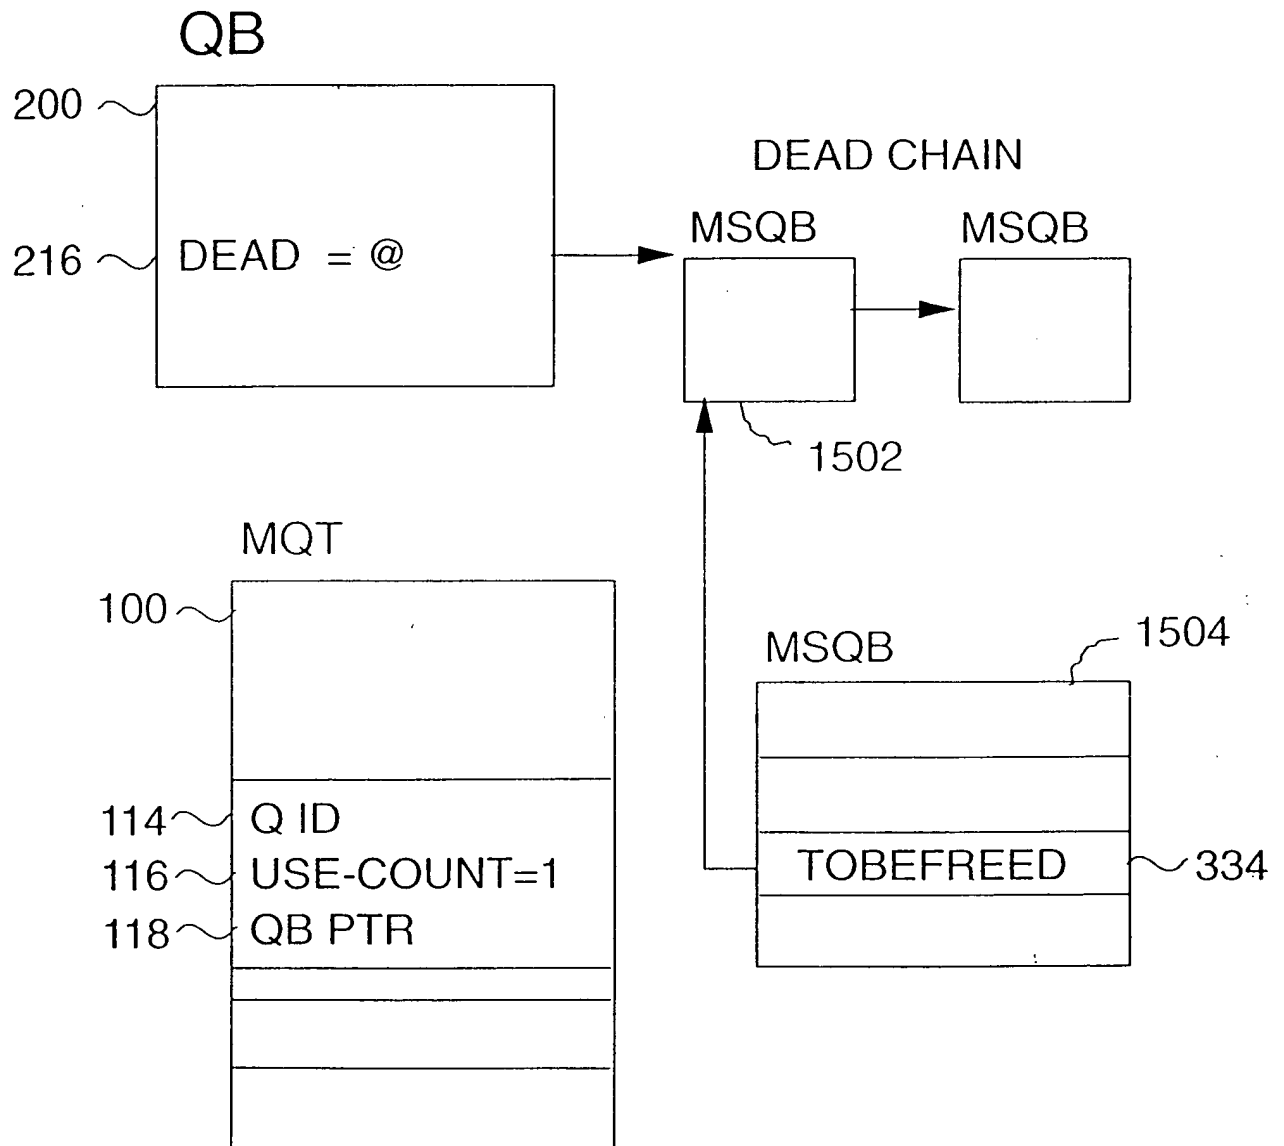 QB
200
216
DEAD = @
DEAD CHAIN
MSQB
MSQB
1502
MQT
100
114
Q ID
116
USE-COUNT=1
118
QB PTR
MSQB
1504
TOBEFREED
334